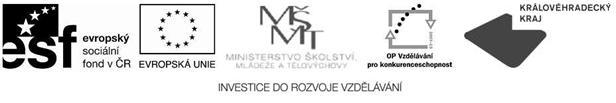 esf evropský
sociální
fond v ČR
EVROPSKÁ UNIE
MŠMT
MINISTERSTVO ŠKOLSTVÍ,
MLÁDEŽE A TĚLOVÝCHOVY
OP Vzdělávání
pro konkurenceschopnost
KRÁLOVÉHRADECKÝ
KRAJ
INVESTICE DO ROZVOJE VZDĚLÁVÁNÍ